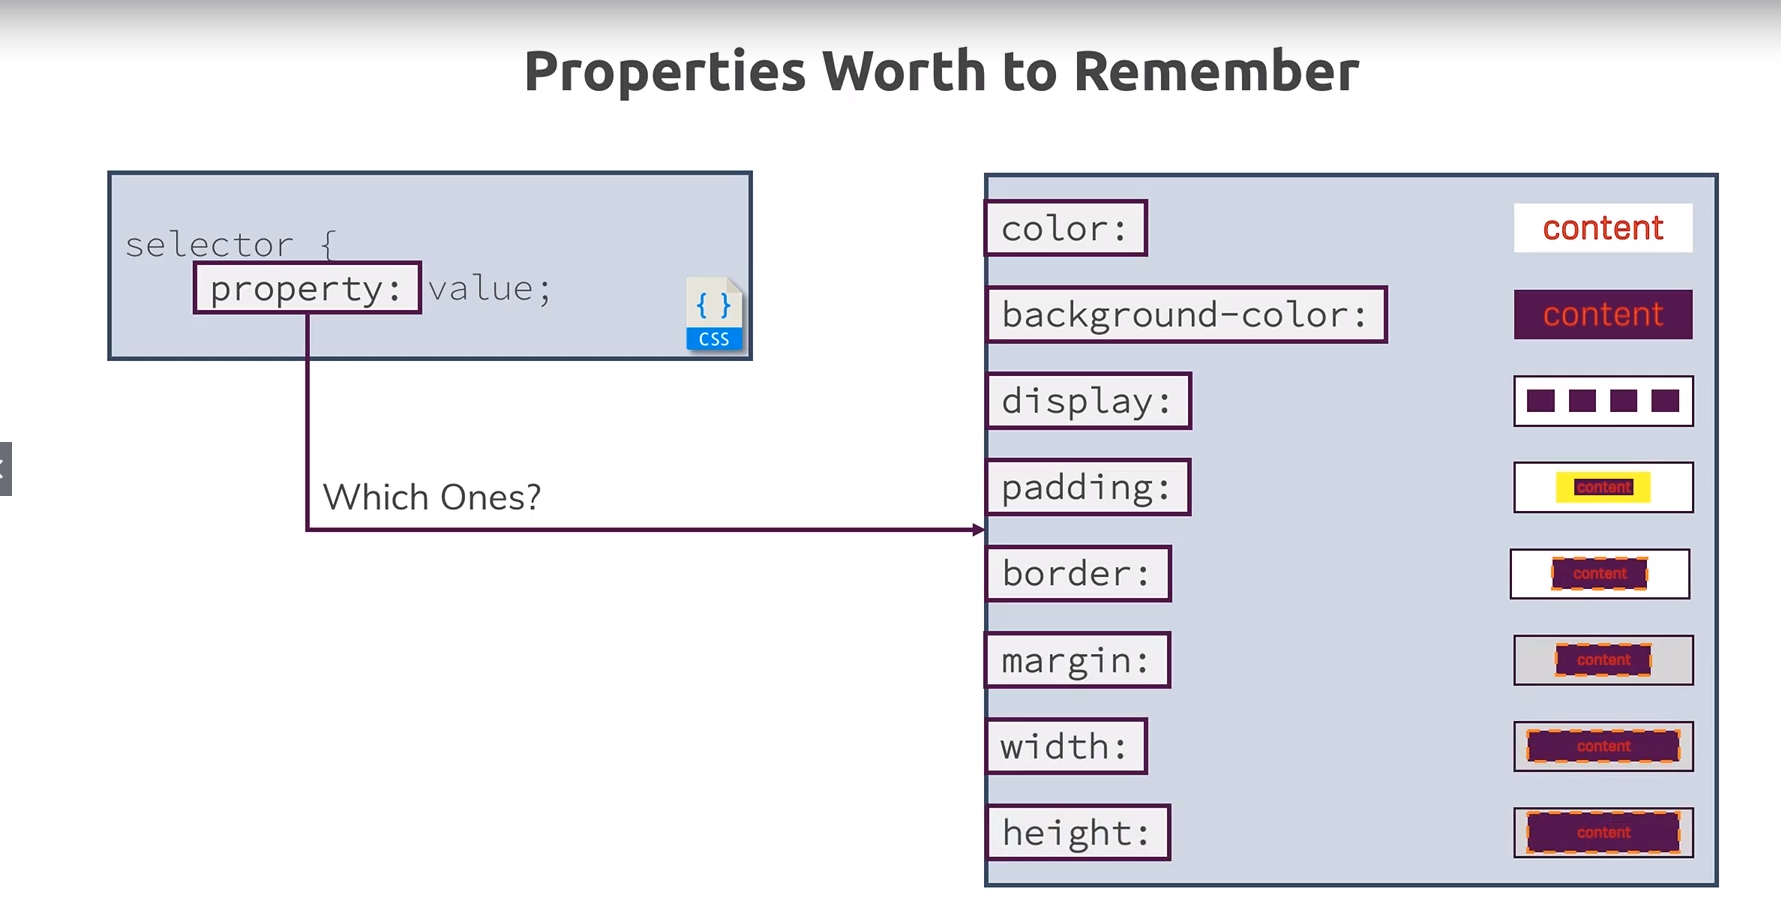 Properties Worth to Remember
selector {
property: value;
{ }
CSS
Which Ones?
color:
content
background-color:
content
display:
padding:
content
border:
content
margin:
content
width:
content
height:
content